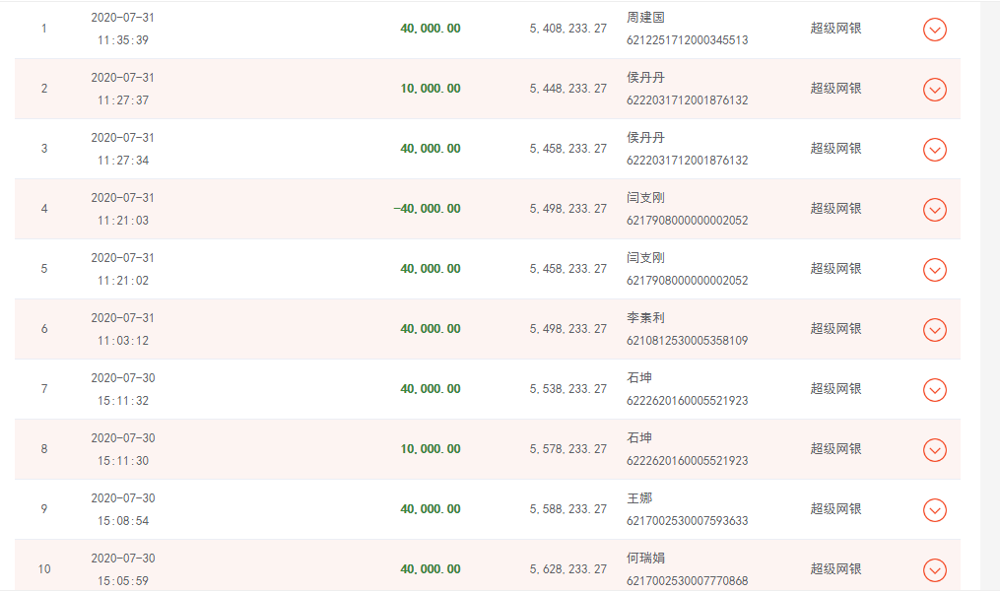 1 2020-07-31 11:35:39 40,000.00 5,408,233.27 周建国 6212251712000345513 超级网银
2 2020-07-31 11:27:37 10,000.00 5,448,233.27 侯丹丹 6222031712001876132 超级网银
3 2020-07-31 11:27:34 40,000.00 5,458,233.27 侯丹丹 6222031712001876132 超级网银
4 2020-07-31 11:21:03 -40,000.00 5,498,233.27 闫支刚 6217908000000002052 超级网银
5 2020-07-31 11:21:02 40,000.00 5,458,233.27 闫支刚 6217908000000002052 超级网银
6 2020-07-31 11:03:12 40,000.00 5,498,233.27 李素利 6210812530005358109 超级网银
7 2020-07-30 15:11:32 40,000.00 5,538,233.27 石坤 6222620160005521923 超级网银
8 2020-07-30 15:11:30 10,000.00 5,578,233.27 石坤 6222620160005521923 超级网银
9 2020-07-30 15:08:54 40,000.00 5,588,233.27 王娜 6217002530007593633 超级网银
10 2020-07-30 15:05:59 40,000.00 5,628,233.27 何瑞娟 6217002530007770868 超级网银